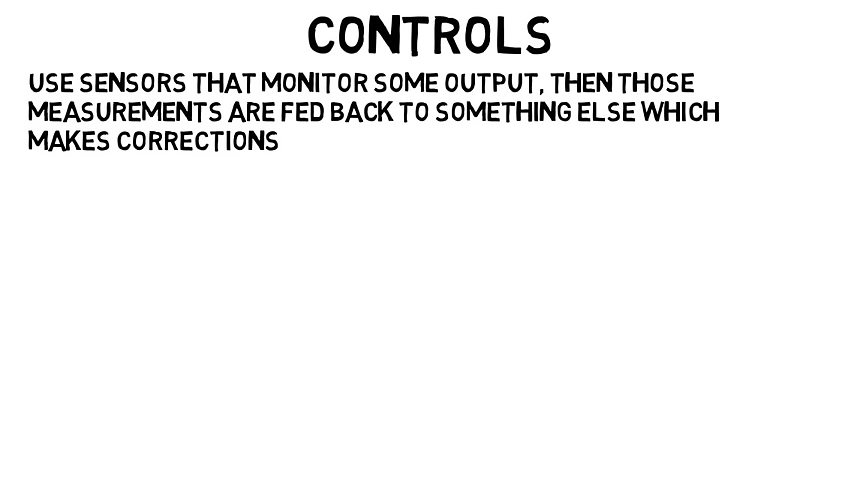 CONTROLS
USE SENSORS THAT MONITOR SOME OUTPUT, THEN THOSE
MEASUREMENTS ARE FED BACK TO SOMETHING ELSE WHICH
MAKES CORRECTIONS